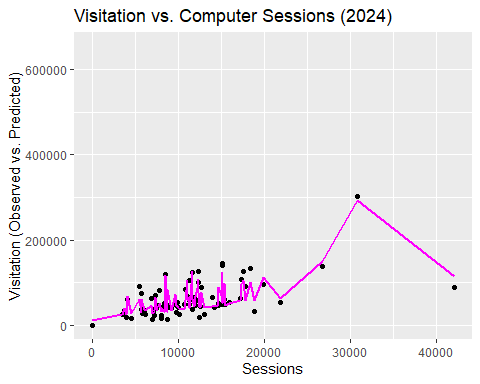 Visitation vs. Computer Sessions (2024)
Visitation (Observed vs. Predicted)
600000
400000
200000
0
0 10000 20000 30000 40000
Sessions